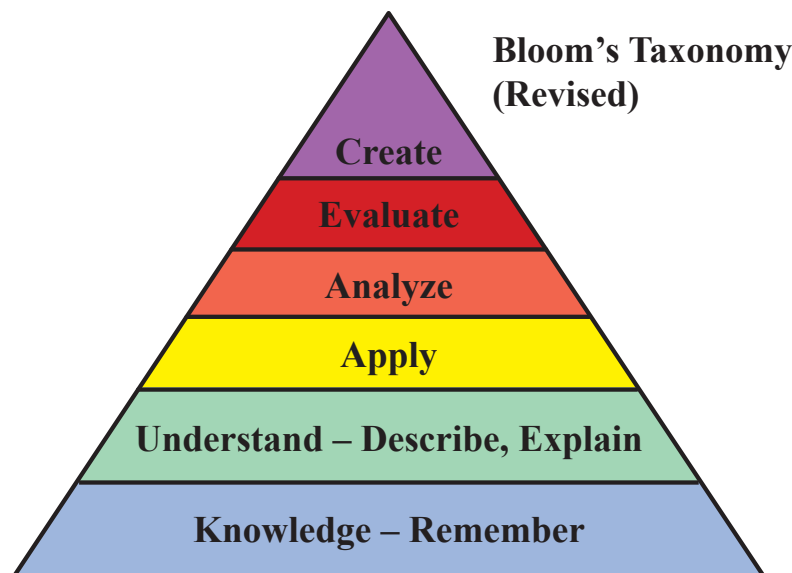 Bloom’s Taxonomy
(Revised)
Create
Evaluate
Analyze
Apply
Understand – Describe, Explain
Knowledge – Remember